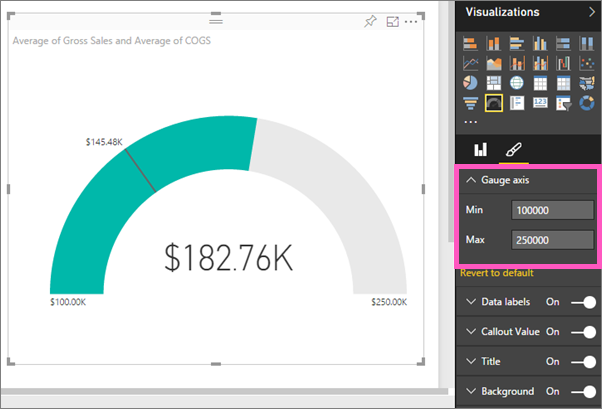 Visualizations
Average of Gross Sales and Average of COGS
$145.48K
$182.76K
$100.00K
$250.00K
123
Gauge axis
Min 100000
Max 250000
Revert to default
Data labels On
Callout Value On
Title On
Background On